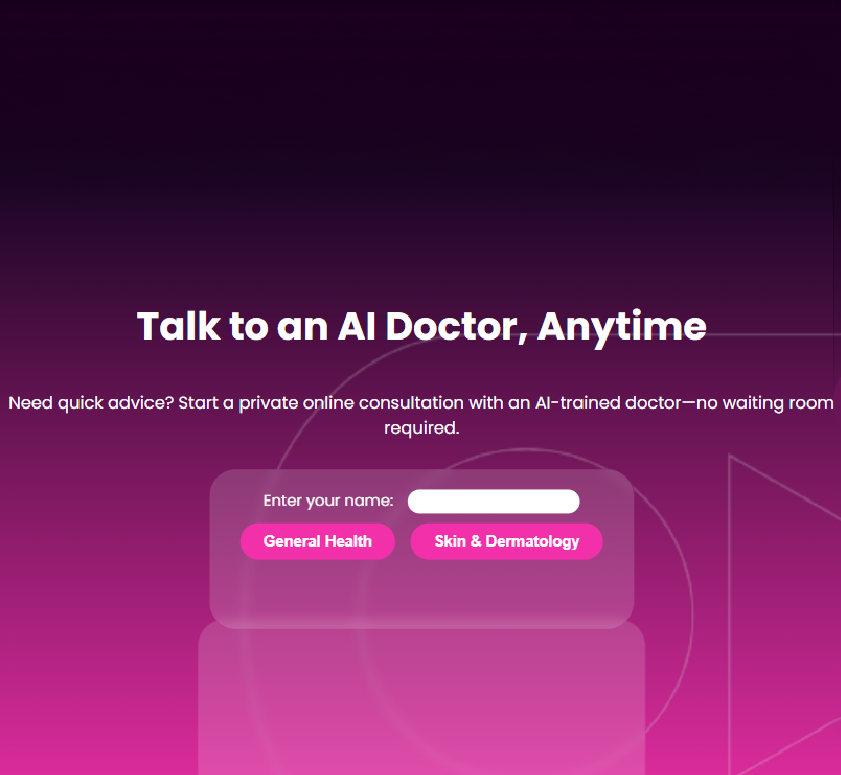 Talk to an AI Doctor, Anytime
Need quick advice? Start a private online consultation with an AI-trained doctor—no waiting room
required.
Enter your name:
General Health
Skin & Dermatology